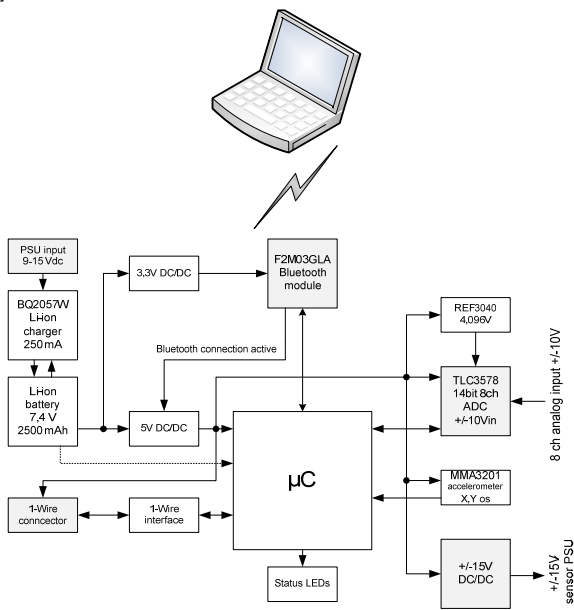 PSU input
9-15 Vdc
BQ2057W
Li-ion
charger
250 mA
Li-ion
battery
7,4 V
2500 mAh
3,3V DC/DC
F2M03GLA
Bluetooth
module
Bluetooth connection active
5V DC/DC
1-Wire
conncector
1-Wire
interface
µC
Status LEDs
REF3040
4,096V
TLC3578
14bit 8ch
ADC
+/-10Vin
8 ch analog input +/-10V
MMA3201
accelerometer
X,Y os
+/-15V
DC/DC
+/-15V
sensor PSU